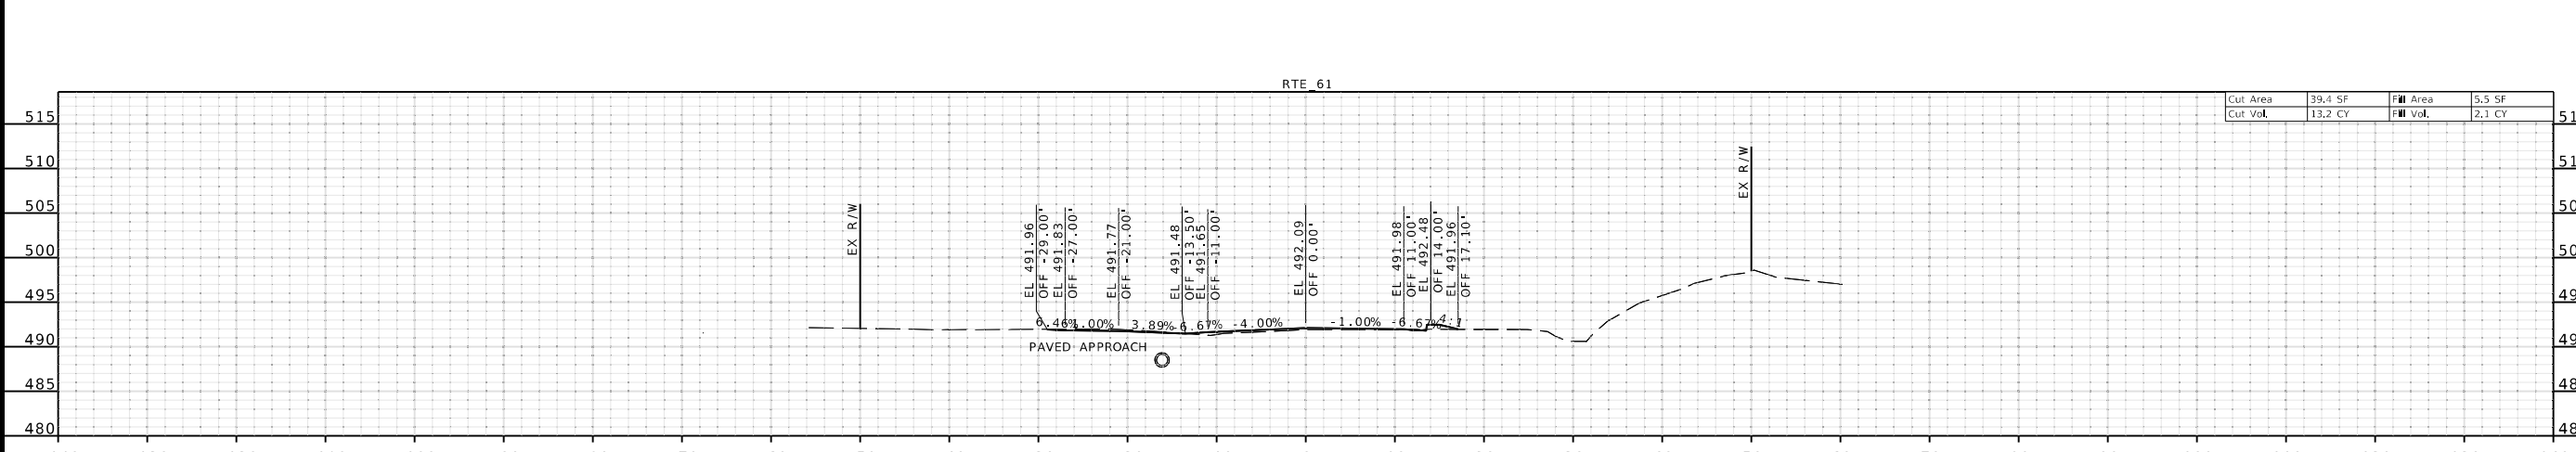 RTE_61
Cut Area 39.4 SF Fill Area 5.5 SF
Cut Vol. 13.2 CY Fill Vol. 2.1 CY
515
510
505
500
495
490
485
480
EX R/W
EL 491.96
OFF -29.00'
EL 491.83
OFF -27.00'
EL 491.77
OFF -21.00'
EL 491.48
OFF -13.50'
EL 491.65
OFF -11.00'
EL 492.09
OFF 0.00'
EL 491.98
OFF 11.00'
EL 492.48
OFF 14.00'
EL 491.96
OFF 17.10'
EX R/W
6.46% 1.00% 3.89% -6.67% -4.00% -1.00% -6.67% 4:1
PAVED APPROACH